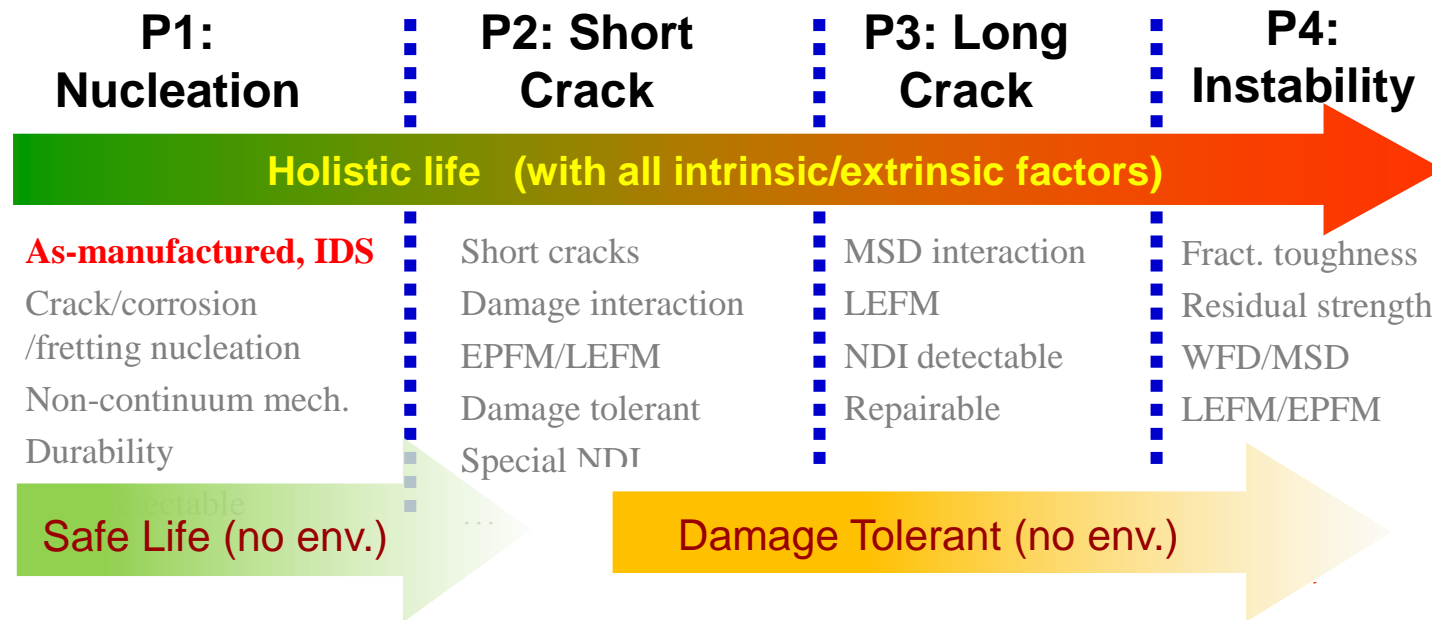 P1:
Nucleation
P2: Short
Crack
P3: Long
Crack
P4:
Instability
Holistic life (with all intrinsic/extrinsic factors)
As-manufactured, IDS
Crack/corrosion
/fretting nucleation
Non-continuum mech.
Durability
Short cracks
Damage interaction
EPFM/LEFM
Damage tolerant
Special NDI
…
MSD interaction
LEFM
NDI detectable
Repairable
Fract. toughness
Residual strength
WFD/MSD
LEFM/EPFM
Safe Life (no env.)
Damage Tolerant (no env.)